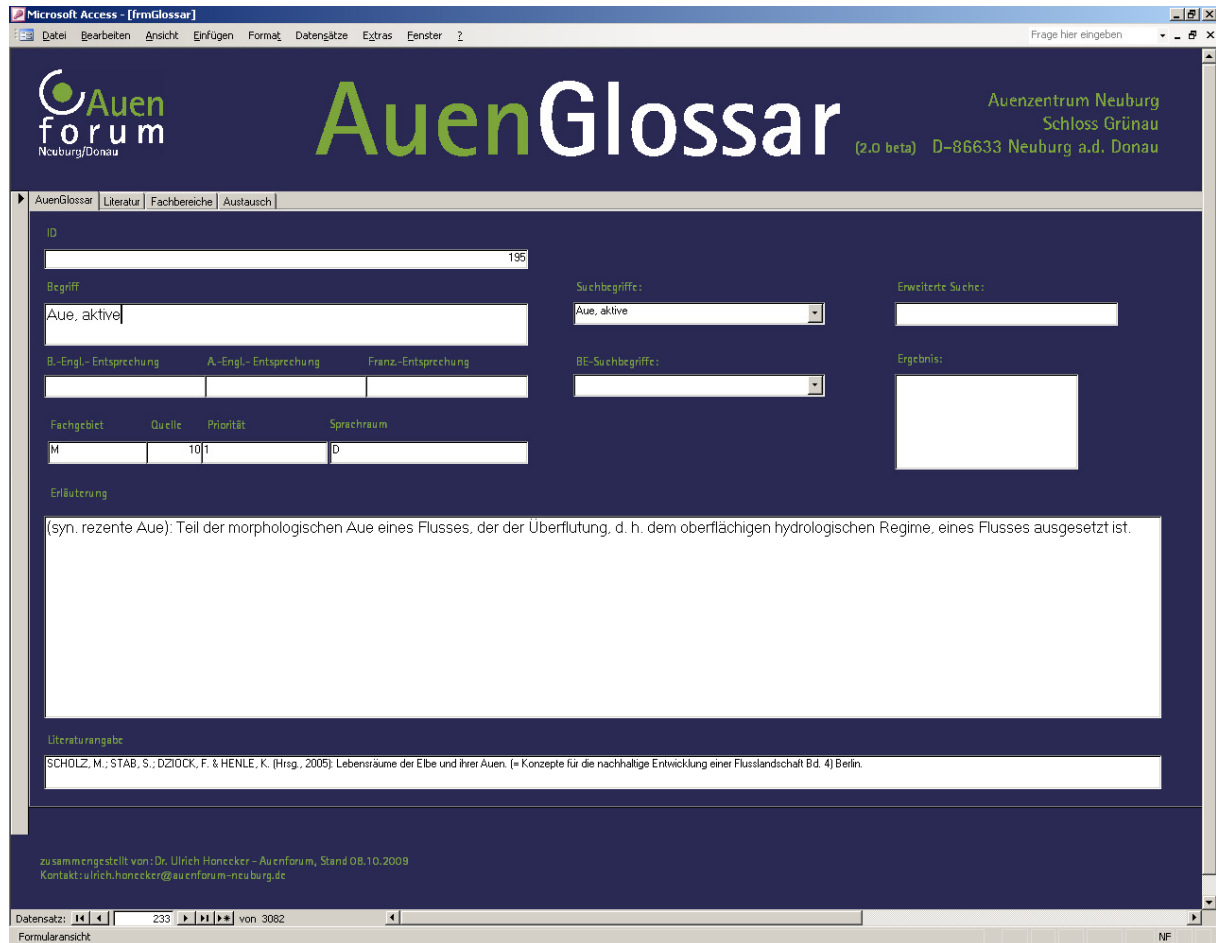 Microsoft Access - [frmGlossar]
Datei Bearbeiten Ansicht Einfügen Format Datensätze Extras Fenster ?
Frage hier eingeben
Auen
forum
Neuburg/Donau
AuenGlossar
(2.0 beta)
Auenzentrum Neuburg
Schloss Grünau
D-86633 Neuburg a.d. Donau
AuenGlossar Literatur Fachbereiche Austausch
ID
195
Begriff Suchbegriffe: Erweiterte Suche:
Aue, aktive Aue, aktive
B.-Engl.- Entsprechung A.-Engl.- Entsprechung Franz.-Entsprechung BE-Suchbegriffe: Ergebnis:
Fachgebiet Quelle Priorität Sprachraum
M 10 1 D
Erläuterung
(syn. rezente Aue): Teil der morphologischen Aue eines Flusses, der der Überflutung, d. h. dem oberflächigen hydrologischen Regime, eines Flusses ausgesetzt ist.
Literaturangabe
SCHOLZ, M.; STAB, S.; DZIOCK, F. & HENLE, K. (Hrsg., 2005): Lebensräume der Elbe und ihrer Auen. (= Konzepte für die nachhaltige Entwicklung einer Flusslandschaft Bd. 4) Berlin.
zusammengestellt von: Dr. Ulrich Honecker - Auenforum, Stand 08.10.2009
Kontakt: ulrich.honecker@auenforum-neuburg.de
Datensatz: 233 von 3082
Formularansicht NF